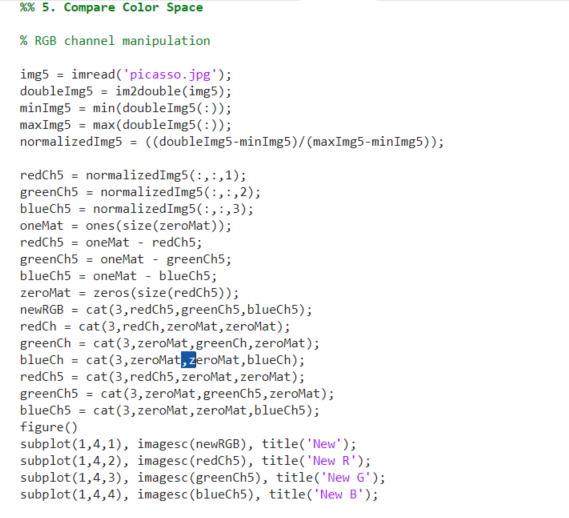 %% 5. Compare Color Space
% RGB channel manipulation
img5 = imread('picasso.jpg');
doubleImg5 = im2double(img5);
minImg5 = min(doubleImg5(:));
maxImg5 = max(doubleImg5(:));
normalizedImg5 = ((doubleImg5-minImg5)/(maxImg5-minImg5));
redCh5 = normalizedImg5(:,:,1);
greenCh5 = normalizedImg5(:,:,2);
blueCh5 = normalizedImg5(:,:,3);
oneMat = ones(size(zeroMat));
redCh5 = oneMat - redCh5;
greenCh5 = oneMat - greenCh5;
blueCh5 = oneMat - blueCh5;
zeroMat = zeros(size(redCh5));
newRGB = cat(3,redCh5,greenCh5,blueCh5);
redCh = cat(3,redCh,zeroMat,zeroMat);
greenCh = cat(3,zeroMat,greenCh,zeroMat);
blueCh = cat(3,zeroMat,zeroMat,blueCh);
redCh5 = cat(3,redCh5,zeroMat,zeroMat);
greenCh5 = cat(3,zeroMat,greenCh5,zeroMat);
blueCh5 = cat(3,zeroMat,zeroMat,blueCh5);
figure()
subplot(1,4,1), imagesc(newRGB), title('New');
subplot(1,4,2), imagesc(redCh5), title('New R');
subplot(1,4,3), imagesc(greenCh5), title('New G');
subplot(1,4,4), imagesc(blueCh5), title('New B');